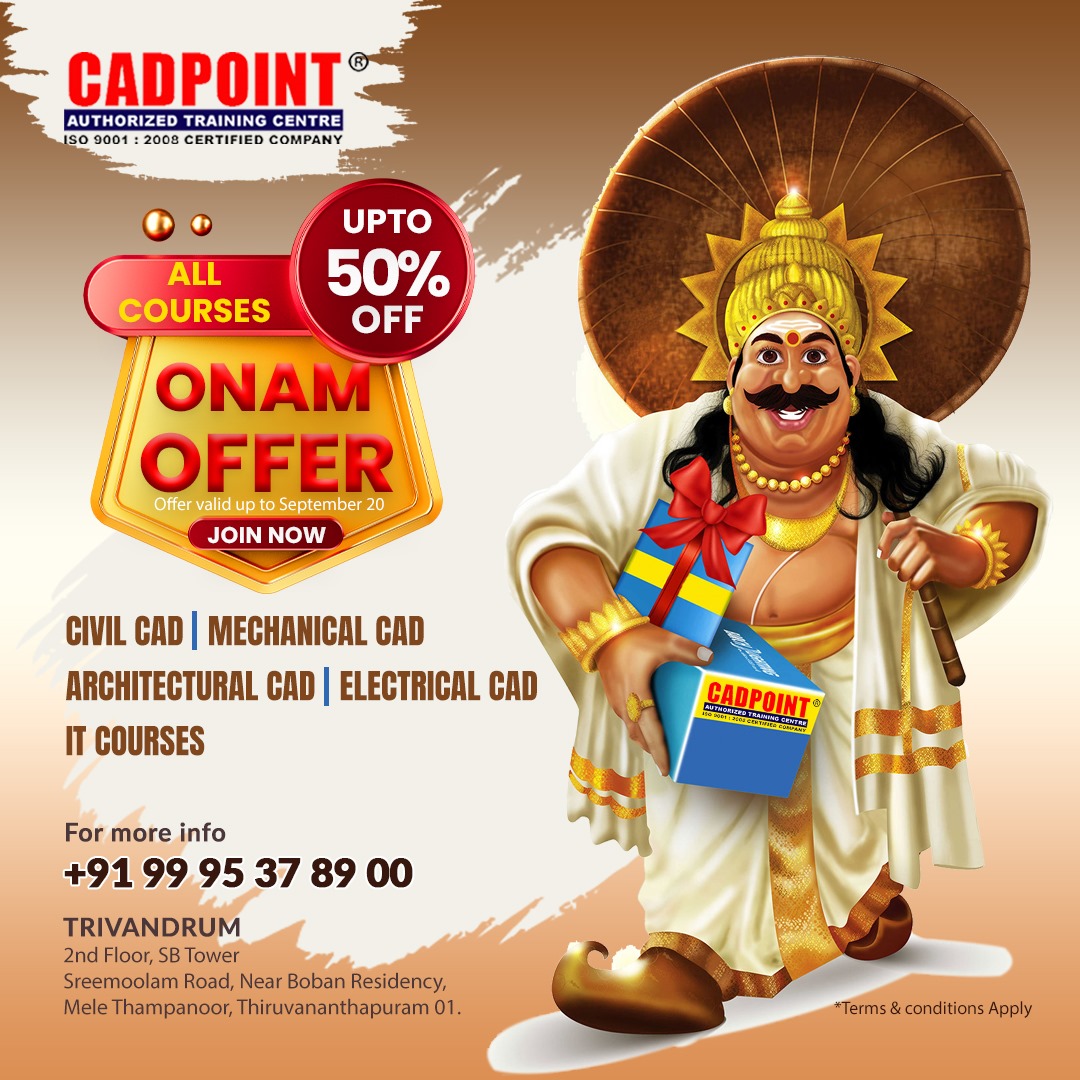 CADPOINT®
AUTHORIZED TRAINING CENTRE
ISO 9001 : 2008 CERTIFIED COMPANY
UPTO
50%
OFF
ALL
COURSES
ONAM
OFFER
Offer valid up to September 20
JOIN NOW
CIVIL CAD | MECHANICAL CAD
ARCHITECTURAL CAD | ELECTRICAL CAD
IT COURSES
CADPOINT®
AUTHORIZED TRAINING CENTRE
ISO 9001 : 2008 CERTIFIED COMPANY
For more info
+91 99 95 37 89 00
TRIVANDRUM
2nd Floor, SB Tower
Sreemoolam Road, Near Boban Residency,
Mele Thampanoor, Thiruvananthapuram 01.
*Terms & conditions Apply